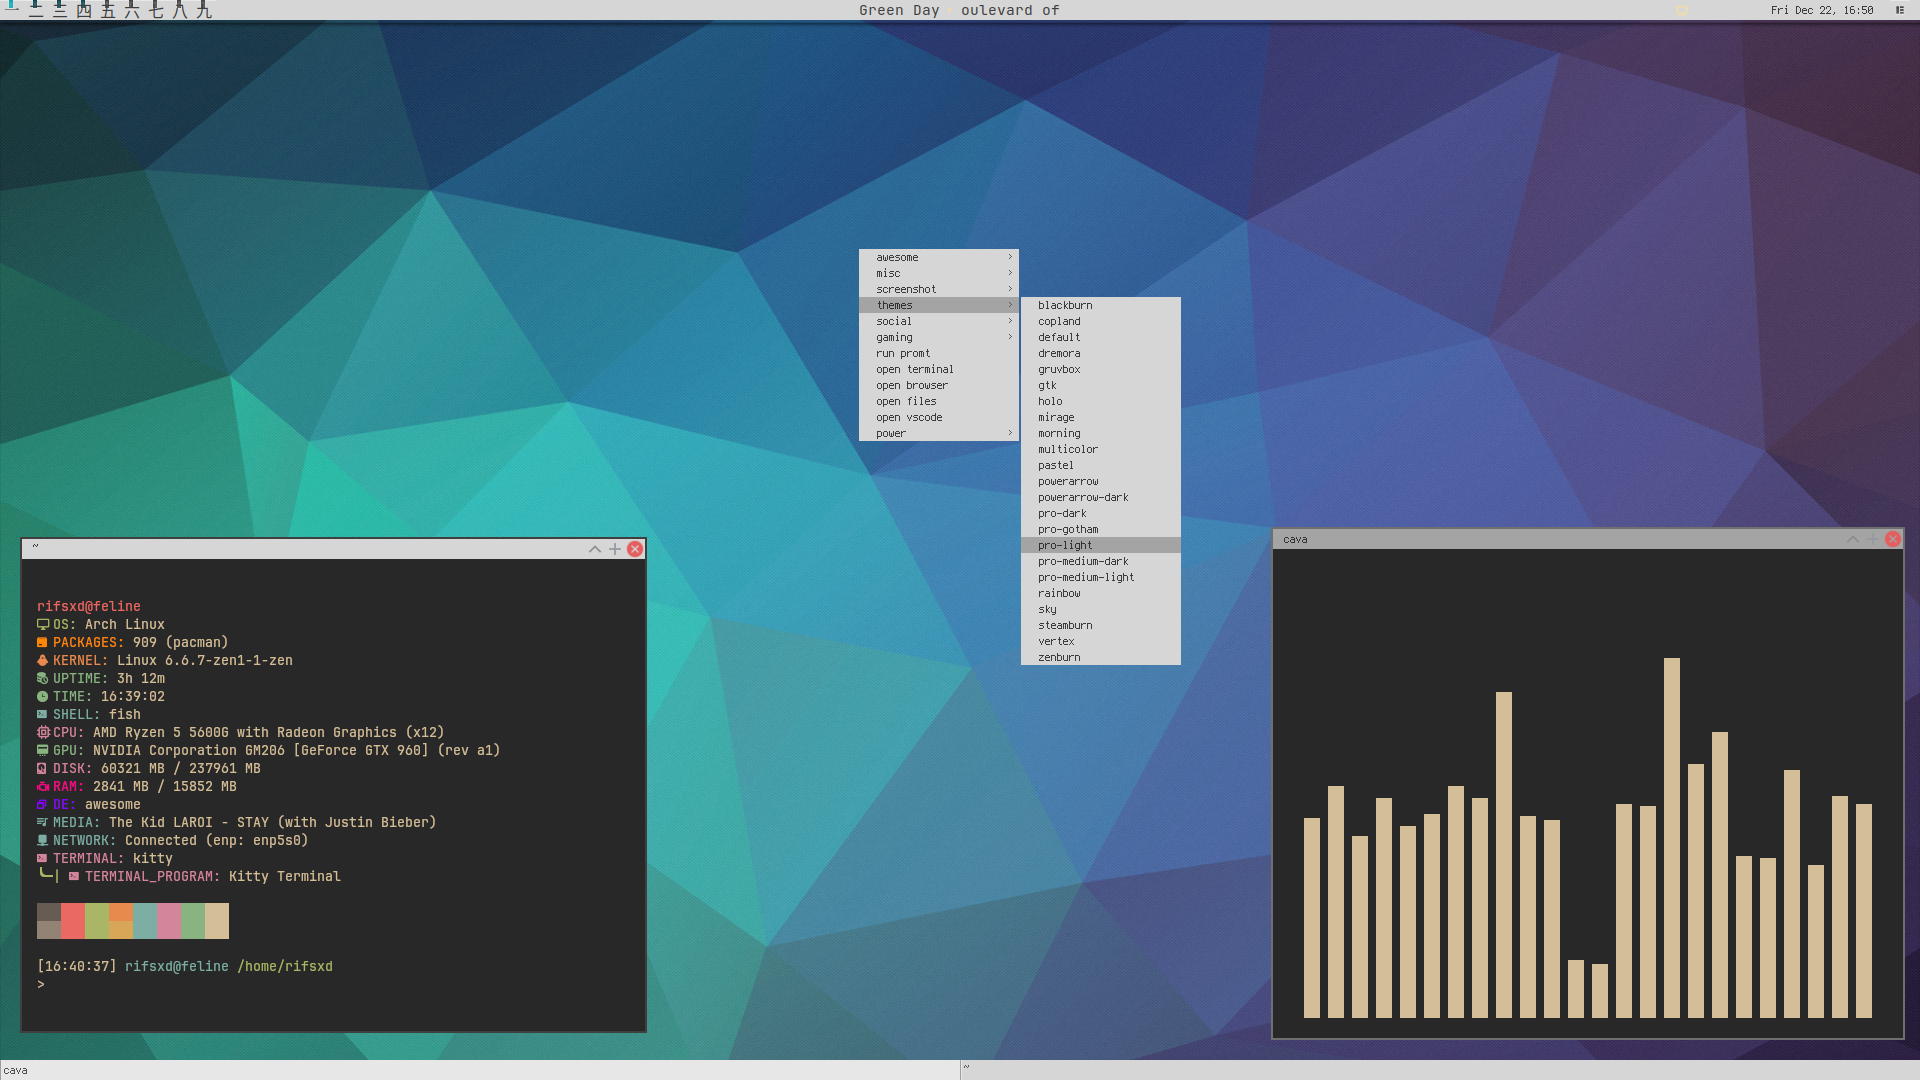 一 二 三 四 五 六 七 八 九
Green Day oulevard of
Fri Dec 22, 16:50
awesome
misc
screenshot
themes
social
gaming
run promt
open terminal
open browser
open files
open vscode
power
blackburn
copland
default
dremora
gruvbox
gtk
holo
mirage
morning
multicolor
pastel
powerarrow
powerarrow-dark
pro-dark
pro-gotham
pro-light
pro-medium-dark
pro-medium-light
rainbow
sky
steamburn
vertex
zenburn
~
rifsxd@feline
OS: Arch Linux
PACKAGES: 909 (pacman)
KERNEL: Linux 6.6.7-zen1-1-zen
UPTIME: 3h 12m
TIME: 16:39:02
SHELL: fish
CPU: AMD Ryzen 5 5600G with Radeon Graphics (x12)
GPU: NVIDIA Corporation GM206 [GeForce GTX 960] (rev a1)
DISK: 60321 MB / 237961 MB
RAM: 2841 MB / 15852 MB
DE: awesome
MEDIA: The Kid LAROI - STAY (with Justin Bieber)
NETWORK: Connected (enp: enp5s0)
TERMINAL: kitty
TERMINAL_PROGRAM: Kitty Terminal
[16:40:37] rifsxd@feline /home/rifsxd
>
cava
cava
~